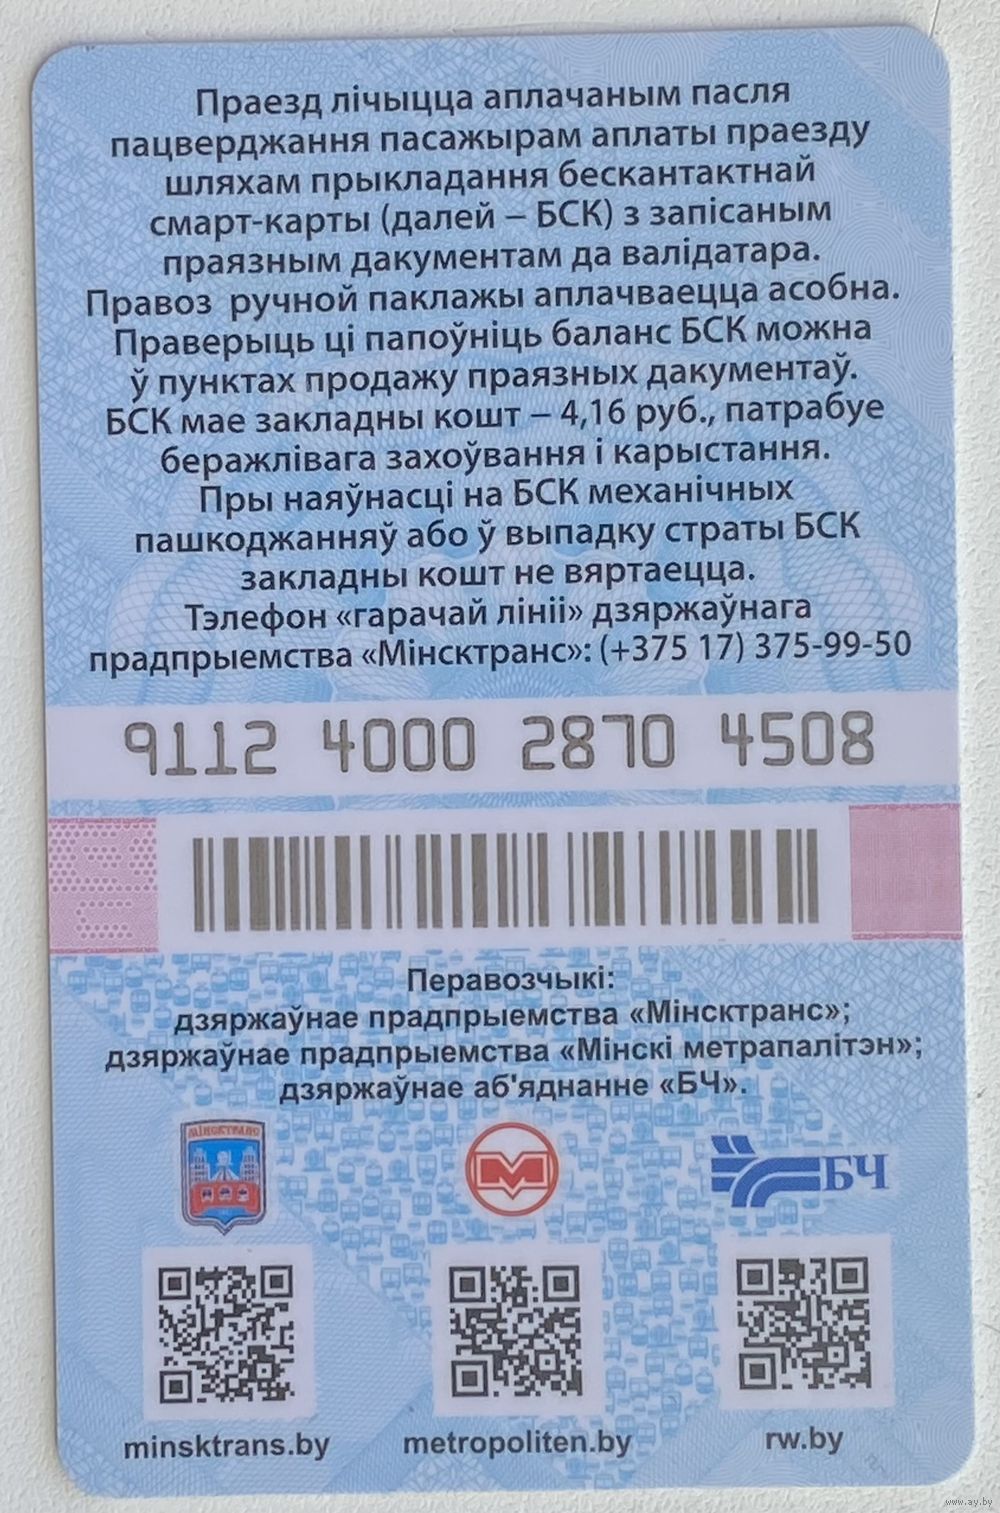 Праезд лічыцца аплачаным пасля
пацверджання пасажырам аплаты праезду
шляхам прыкладання бескантактнай
смарт-карты (далей – БСК) з запісаным
праязным дакументам да валідатара.
Правоз ручной паклажы аплачваецца асобна.
Праверыць ці папоўніць баланс БСК можна
ў пунктах продажу праязных дакументаў.
БСК мае закладны кошт – 4,16 руб., патрабуе
беражлівага захоўвання і карыстання.
Пры наяўнасці на БСК механічных
пашкоджанняў або ў выпадку страты БСК
закладны кошт не вяртаецца.
Тэлефон «гарачай лініі» дзяржаўнага
прадпрыемства «Мінсктранс»: (+375 17) 375-99-50
9112 4000 2870 4508
Перавозчыкі:
дзяржаўнае прадпрыемства «Мінсктранс»;
дзяржаўнае прадпрыемства «Мінскі метрапалітэн»;
дзяржаўнае аб'яднанне «БЧ».
МІНСКТРАНС
М
БЧ
minsktrans.by
metropoliten.by
rw.by
www.ay.by